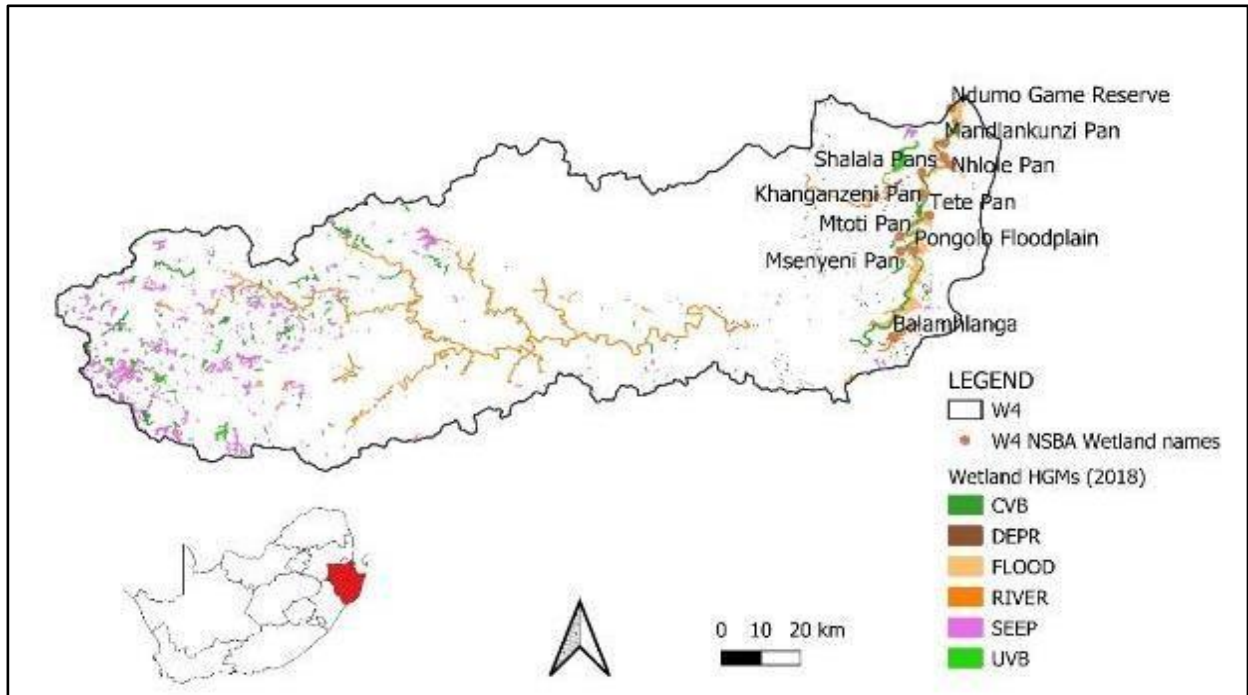 Ndumo Game Reserve
Mandlankunzi Pan
Shalala Pans
Nhlole Pan
Khanganzeni Pan
Tete Pan
Mtoti Pan
Pongolo Floodplain
Msenyeni Pan
Balamhlanga
LEGEND
W4
W4 NSBA Wetland names
Wetland HGMs (2018)
CVB
DEPR
FLOOD
RIVER
SEEP
UVB
0 10 20 km